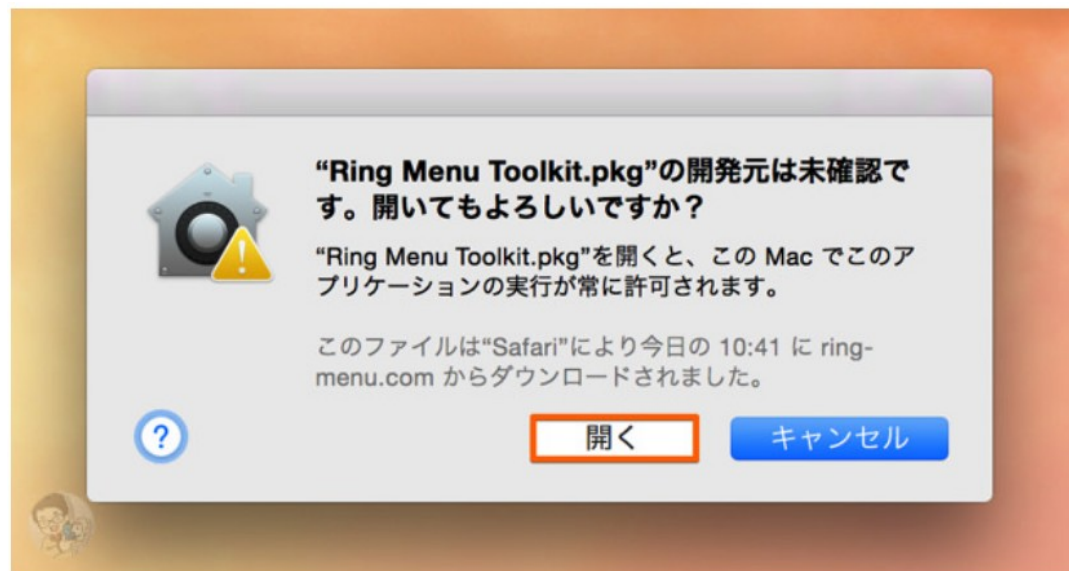 “Ring Menu Toolkit.pkg”の開発元は未確認で
す。開いてもよろしいですか？
“Ring Menu Toolkit.pkg”を開くと、この Mac でこのア
プリケーションの実行が常に許可されます。
このファイルは“Safari”により今日の 10:41 に ring-
menu.com からダウンロードされました。
?
開く
キャンセル